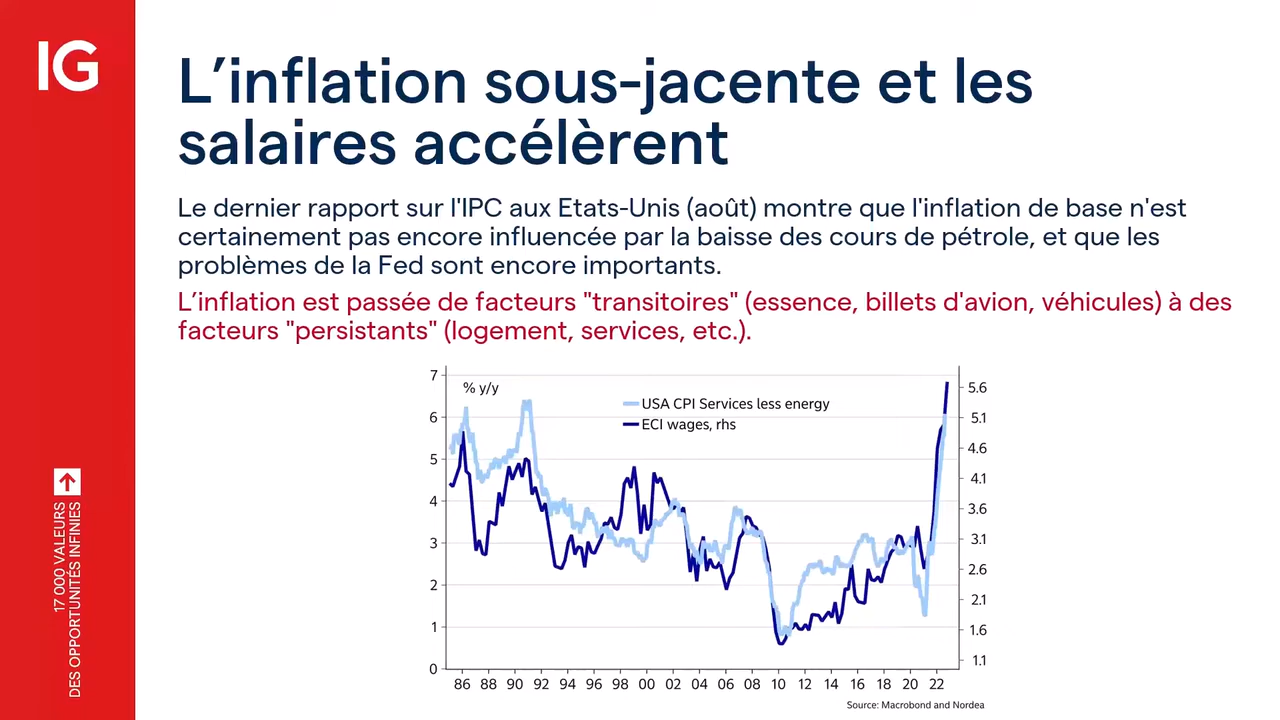 IG
L’inflation sous-jacente et les
salaires accélèrent
Le dernier rapport sur l'IPC aux Etats-Unis (août) montre que l'inflation de base n'est
certainement pas encore influencée par la baisse des cours de pétrole, et que les
problèmes de la Fed sont encore importants.
L’inflation est passée de facteurs "transitoires" (essence, billets d'avion, véhicules) à des
facteurs "persistants" (logement, services, etc.).
% y/y
USA CPI Services less energy
ECI wages, rhs
7
6
5
4
3
2
1
0
5.6
5.1
4.6
4.1
3.6
3.1
2.6
2.1
1.6
1.1
86 88 90 92 94 96 98 00 02 04 06 08 10 12 14 16 18 20 22
Source: Macrobond and Nordea
17 000 VALEURS
DES OPPORTUNITÉS INFINIES